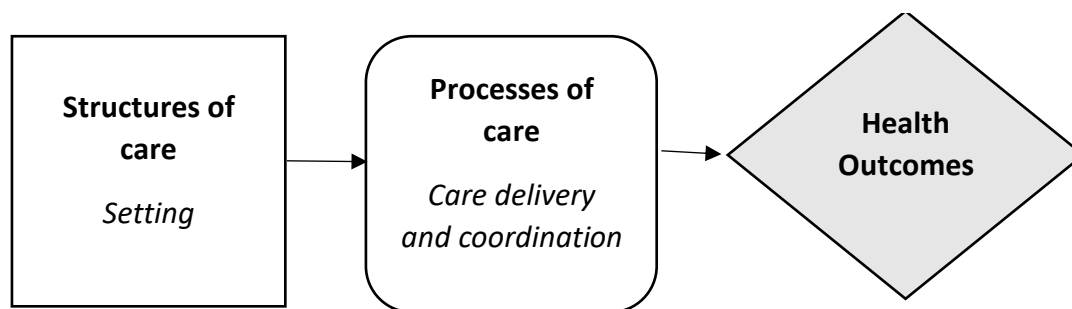 Structures of
care
Setting
Processes of
care
Care delivery
and coordination
Health
Outcomes